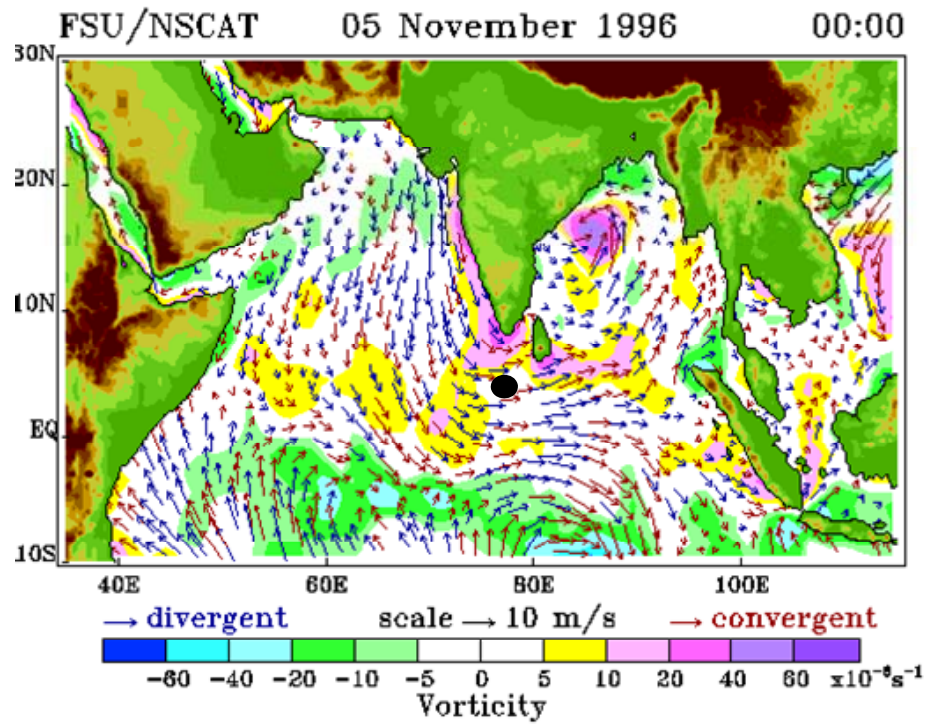 FSU/NSCAT 05 November 1996 00:00
30N
20N
10N
EQ
10S
40E 60E 80E 100E
→ divergent scale → 10 m/s → convergent
-60 -40 -20 -10 -5 0 5 10 20 40 60 x10⁻⁶s⁻¹
Vorticity